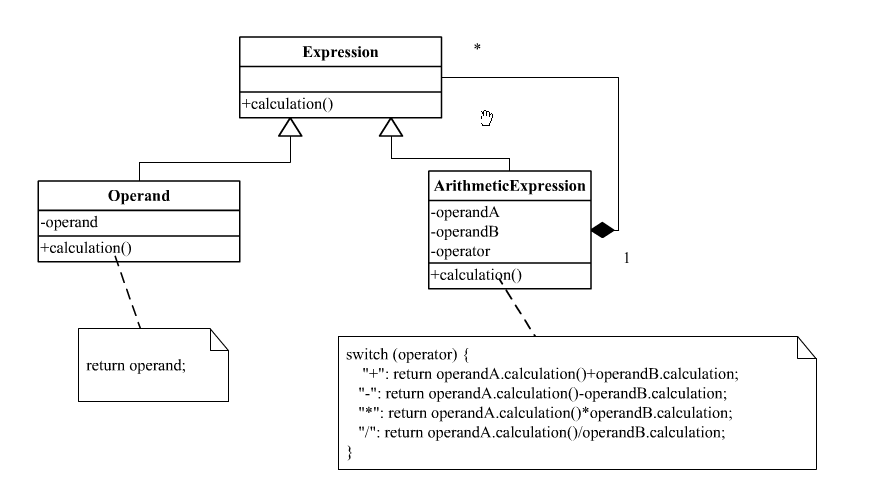 Expression
*
+calculation()
Operand
-operand
+calculation()
ArithmeticExpression
-operandA
-operandB
-operator
+calculation()
1
return operand;
switch (operator) {
"+": return operandA.calculation()+operandB.calculation;
"-": return operandA.calculation()-operandB.calculation;
"*": return operandA.calculation()*operandB.calculation;
"/": return operandA.calculation()/operandB.calculation;
}